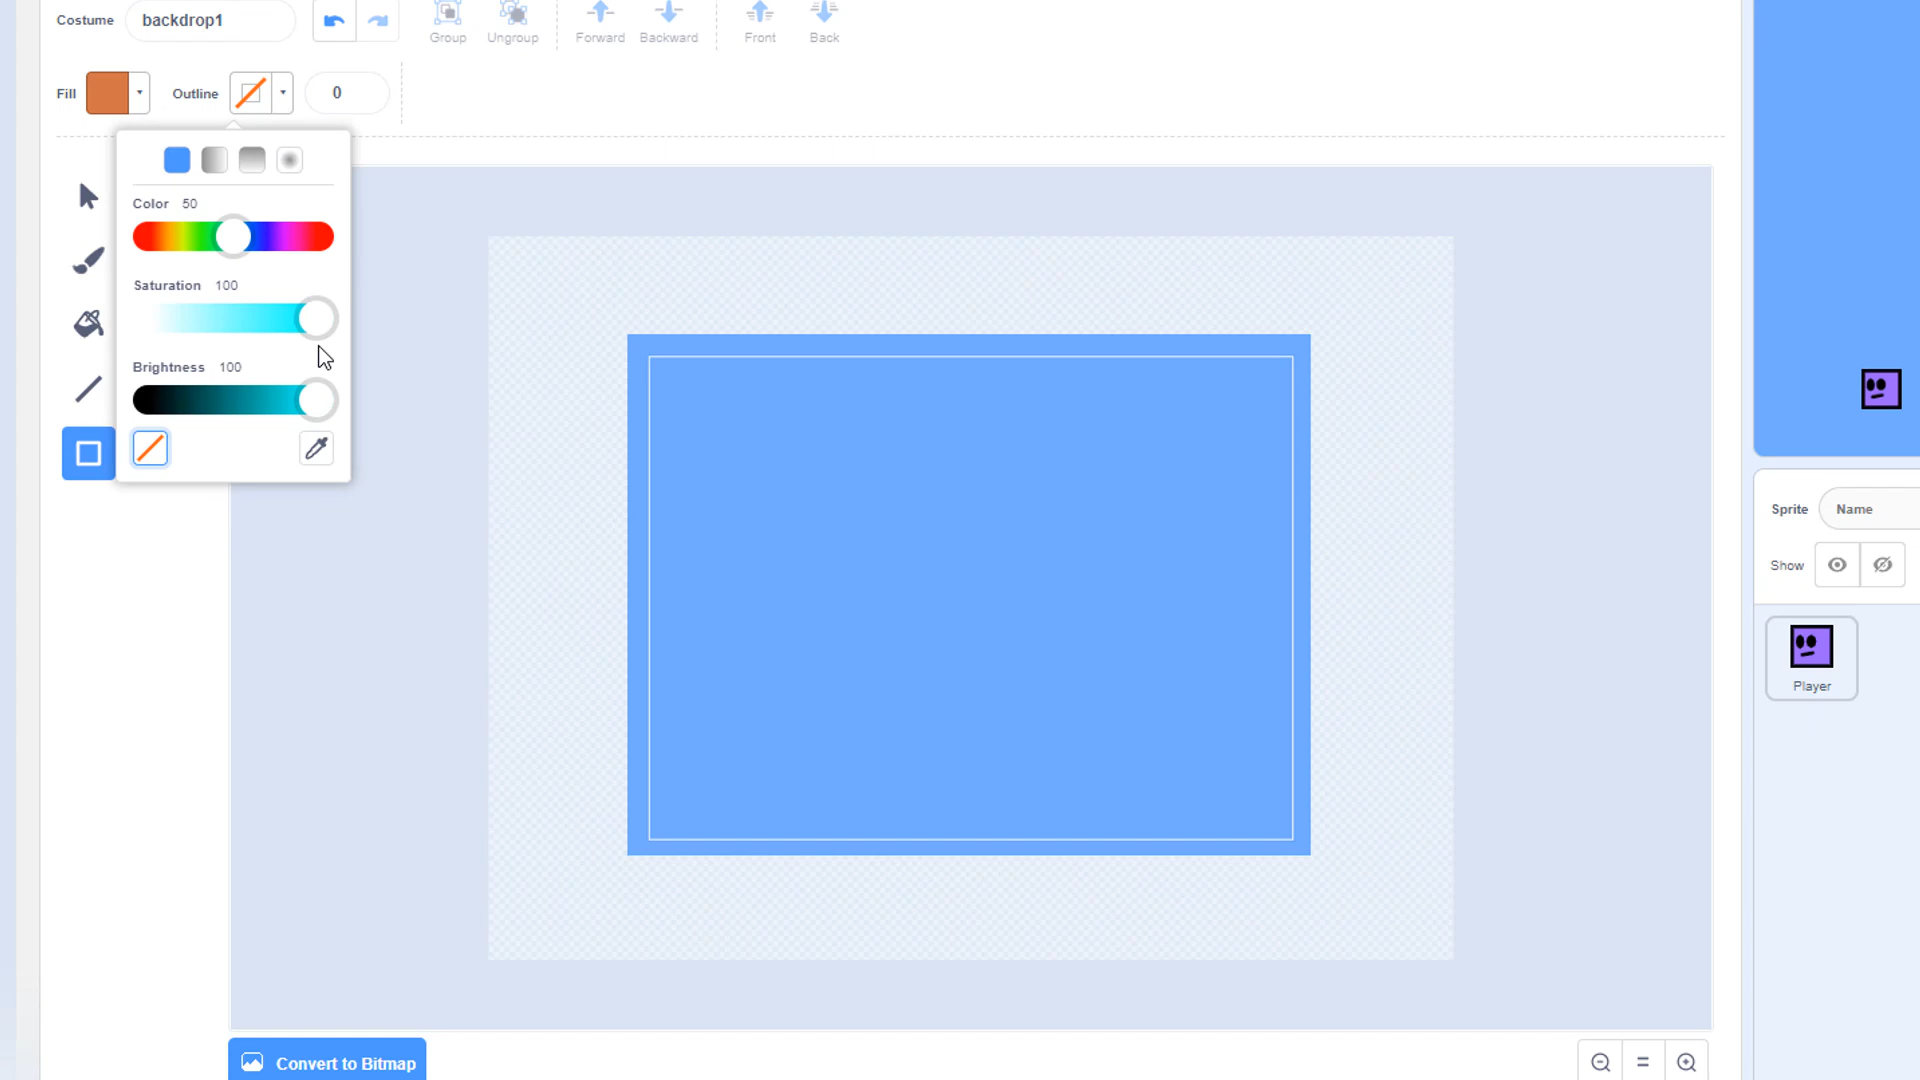 Costume backdrop1
Group Ungroup Forward Backward Front Back
Fill Outline 0
Color 50
Saturation 100
Brightness 100
Sprite Name
Show
Player
Convert to Bitmap